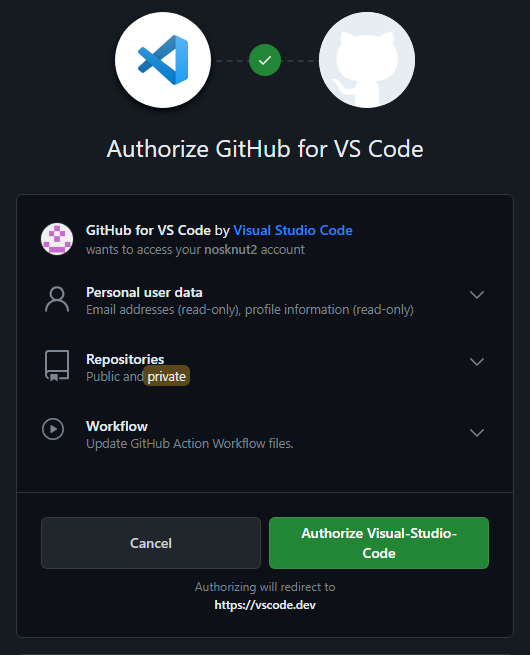 Authorize GitHub for VS Code
GitHub for VS Code by Visual Studio Code
wants to access your nosknut2 account
Personal user data
Email addresses (read-only), profile information (read-only)
Repositories
Public and private
Workflow
Update GitHub Action Workflow files.
Cancel
Authorize Visual-Studio-
Code
Authorizing will redirect to
https://vscode.dev